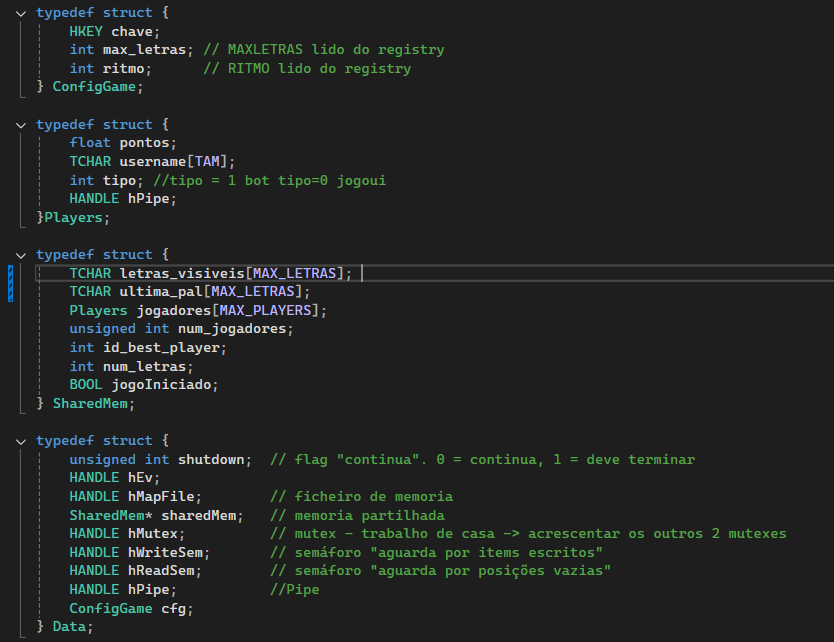 typedef struct {
    HKEY chave;
    int max_letras; // MAXLETRAS lido do registry
    int ritmo;      // RITMO lido do registry
} ConfigGame;
typedef struct {
    float pontos;
    TCHAR username[TAM];
    int tipo; //tipo = 1 bot tipo=0 jogoui
    HANDLE hPipe;
}Players;
typedef struct {
    TCHAR letras_visiveis[MAX_LETRAS];
    TCHAR ultima_pal[MAX_LETRAS];
    Players jogadores[MAX_PLAYERS];
    unsigned int num_jogadores;
    int id_best_player;
    int num_letras;
    BOOL jogoIniciado;
} SharedMem;
typedef struct {
    unsigned int shutdown;  // flag "continua". 0 = continua, 1 = deve terminar
    HANDLE hEv;
    HANDLE hMapFile;        // ficheiro de memoria
    SharedMem* sharedMem;   // memoria partilhada
    HANDLE hMutex;          // mutex - trabalho de casa -> acrescentar os outros 2 mutexes
    HANDLE hWriteSem;       // semáforo "aguarda por items escritos"
    HANDLE hReadSem;        // semáforo "aguarda por posições vazias"
    HANDLE hPipe;           //Pipe
    ConfigGame cfg;
} Data;